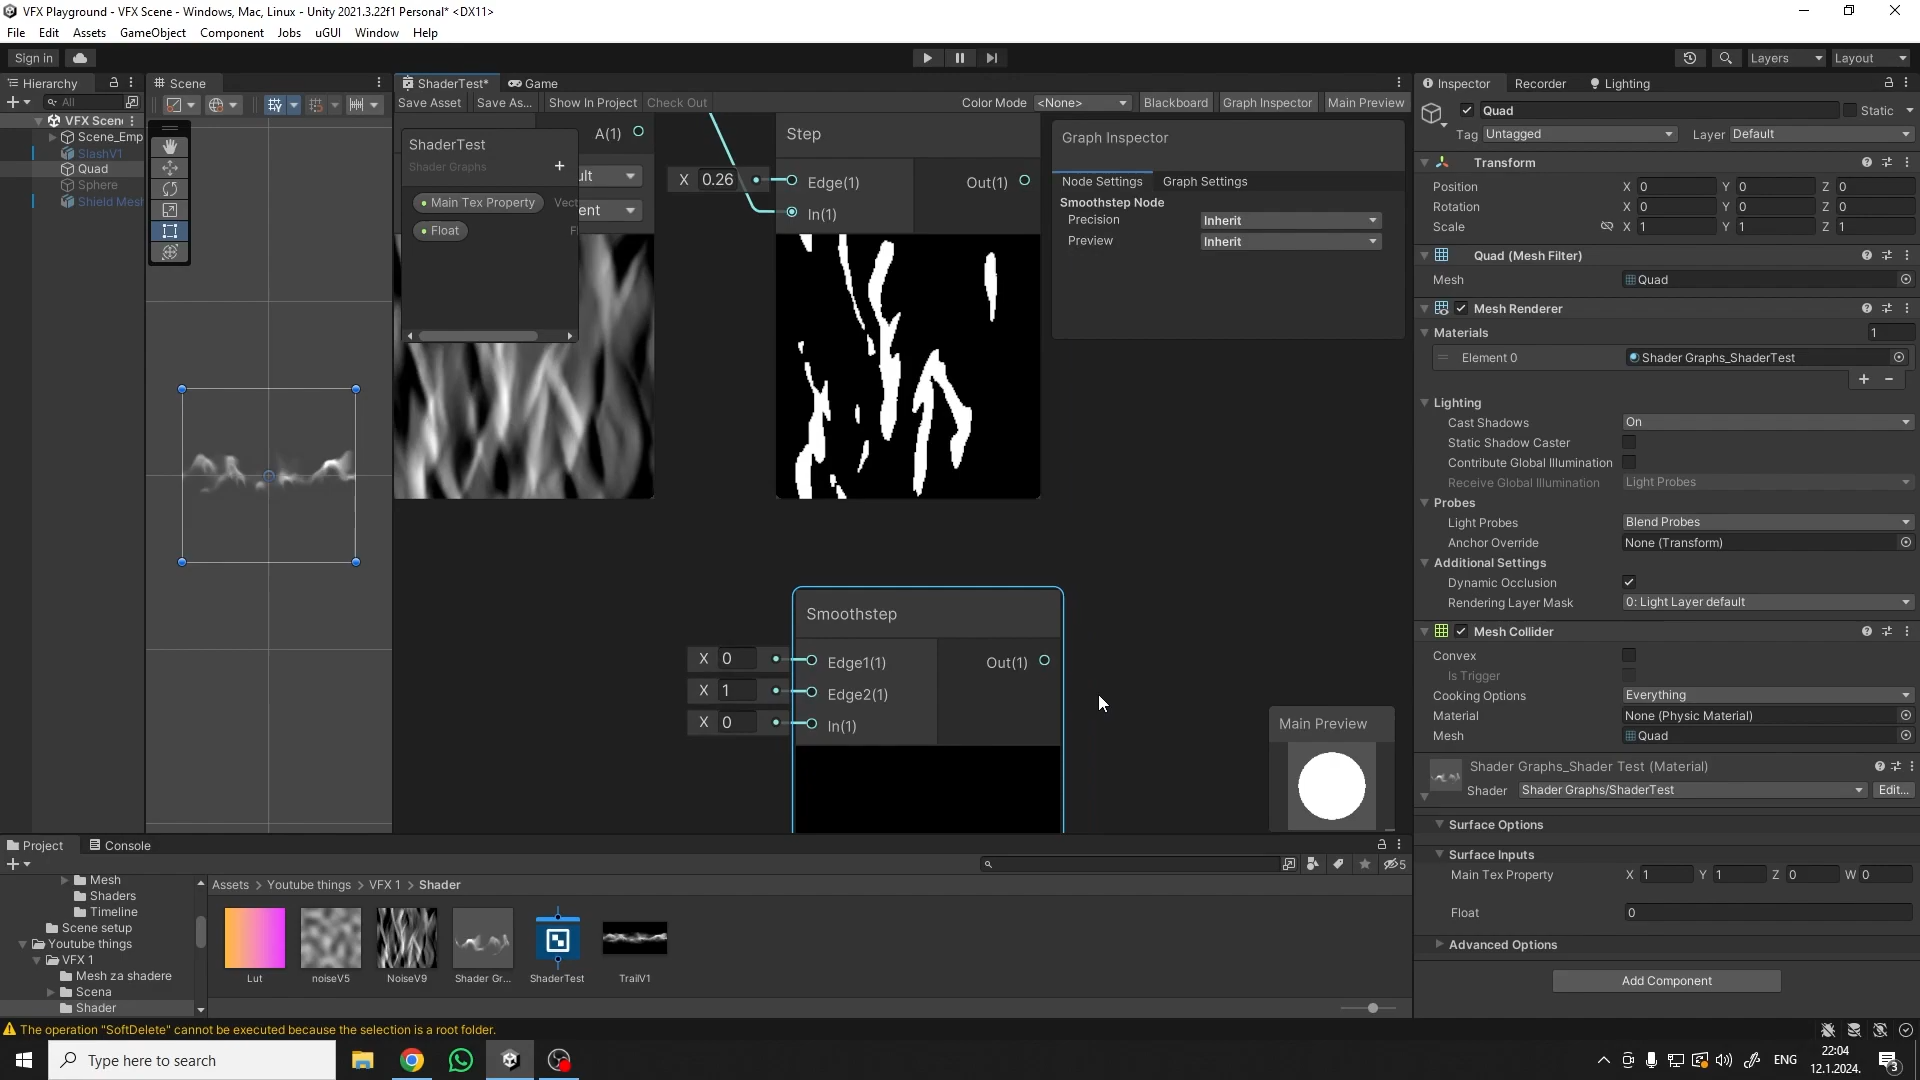 VFX Playground - VFX Scene - Windows, Mac, Linux - Unity 2021.3.22f1 Personal* <DX11>
File Edit Assets GameObject Component Jobs uGUI Window Help
Sign in
Layers
Layout
Hierarchy
Scene
ShaderTest*
Game
Inspector
Recorder
Lighting
All
Save Asset
Save As...
Show In Project
Check Out
Color Mode
<None>
Blackboard
Graph Inspector
Main Preview
Quad
Static
Tag
Untagged
Layer
Default
VFX Scen
Scene_Emp
SlashV1
Quad
Sphere
Shield Mesh
ShaderTest
Shader Graphs
Main Tex Property
Vect
Float
Fl
A(1)
ult
ent
X 0.26
Step
Edge(1)
In(1)
Out(1)
Graph Inspector
Node Settings
Graph Settings
Smoothstep Node
Precision
Inherit
Preview
Inherit
Smoothstep
X 0
Edge1(1)
Out(1)
X 1
Edge2(1)
X 0
In(1)
Main Preview
Transform
Position X 0 Y 0 Z 0
Rotation X 0 Y 0 Z 0
Scale X 1 Y 1 Z 1
Quad (Mesh Filter)
Mesh Quad
Mesh Renderer
Materials 1
Element 0 Shader Graphs_ShaderTest
Lighting
Cast Shadows On
Static Shadow Caster
Contribute Global Illumination
Receive Global Illumination Light Probes
Probes
Light Probes Blend Probes
Anchor Override None (Transform)
Additional Settings
Dynamic Occlusion
Rendering Layer Mask 0: Light Layer default
Mesh Collider
Convex
Is Trigger
Cooking Options Everything
Material None (Physic Material)
Mesh Quad
Shader Graphs_Shader Test (Material)
Shader Shader Graphs/ShaderTest Edit...
Surface Options
Surface Inputs
Main Tex Property X 1 Y 1 Z 0 W 0
Float 0
Advanced Options
Add Component
Project
Console
5
Mesh
Shaders
Timeline
Scene setup
Youtube things
VFX 1
Mesh za shadere
Scena
Shader
Assets > Youtube things > VFX 1 > Shader
Lut
noiseV5
NoiseV9
Shader Gr...
ShaderTest
TrailV1
The operation "SoftDelete" cannot be executed because the selection is a root folder.
Type here to search
ENG
22:04
12.1.2024.
3